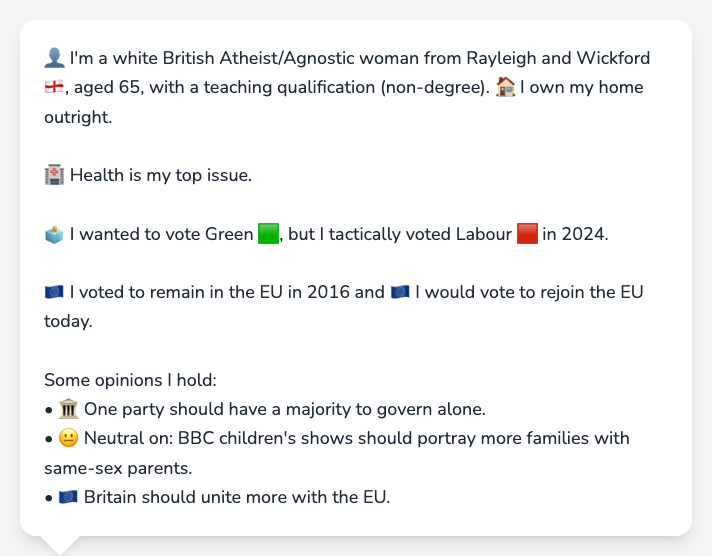 👤 I'm a white British Atheist/Agnostic woman from Rayleigh and Wickford
🏴󠁧󠁢󠁥󠁮󠁧󠁿, aged 65, with a teaching qualification (non-degree). 🏠 I own my home
outright.
🏥 Health is my top issue.
🗳️ I wanted to vote Green 🟩, but I tactically voted Labour 🟥 in 2024.
🇪🇺 I voted to remain in the EU in 2016 and 🇪🇺 I would vote to rejoin the EU
today.
Some opinions I hold:
• 🏛️ One party should have a majority to govern alone.
• 😐 Neutral on: BBC children's shows should portray more families with
same-sex parents.
• 🇪🇺 Britain should unite more with the EU.